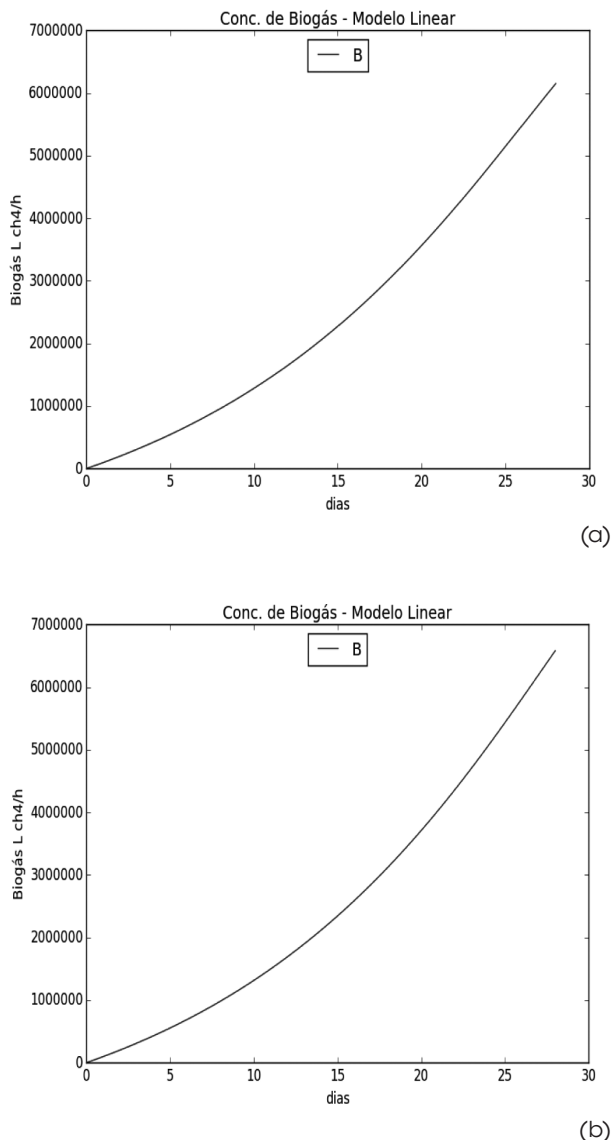 Conc. de Biogás - Modelo Linear
B
7000000
6000000
5000000
4000000
3000000
2000000
1000000
0
Biogás L ch4/h
0 5 10 15 20 25 30
dias
(a)
Conc. de Biogás - Modelo Linear
B
7000000
6000000
5000000
4000000
3000000
2000000
1000000
0
Biogás L ch4/h
0 5 10 15 20 25 30
dias
(b)